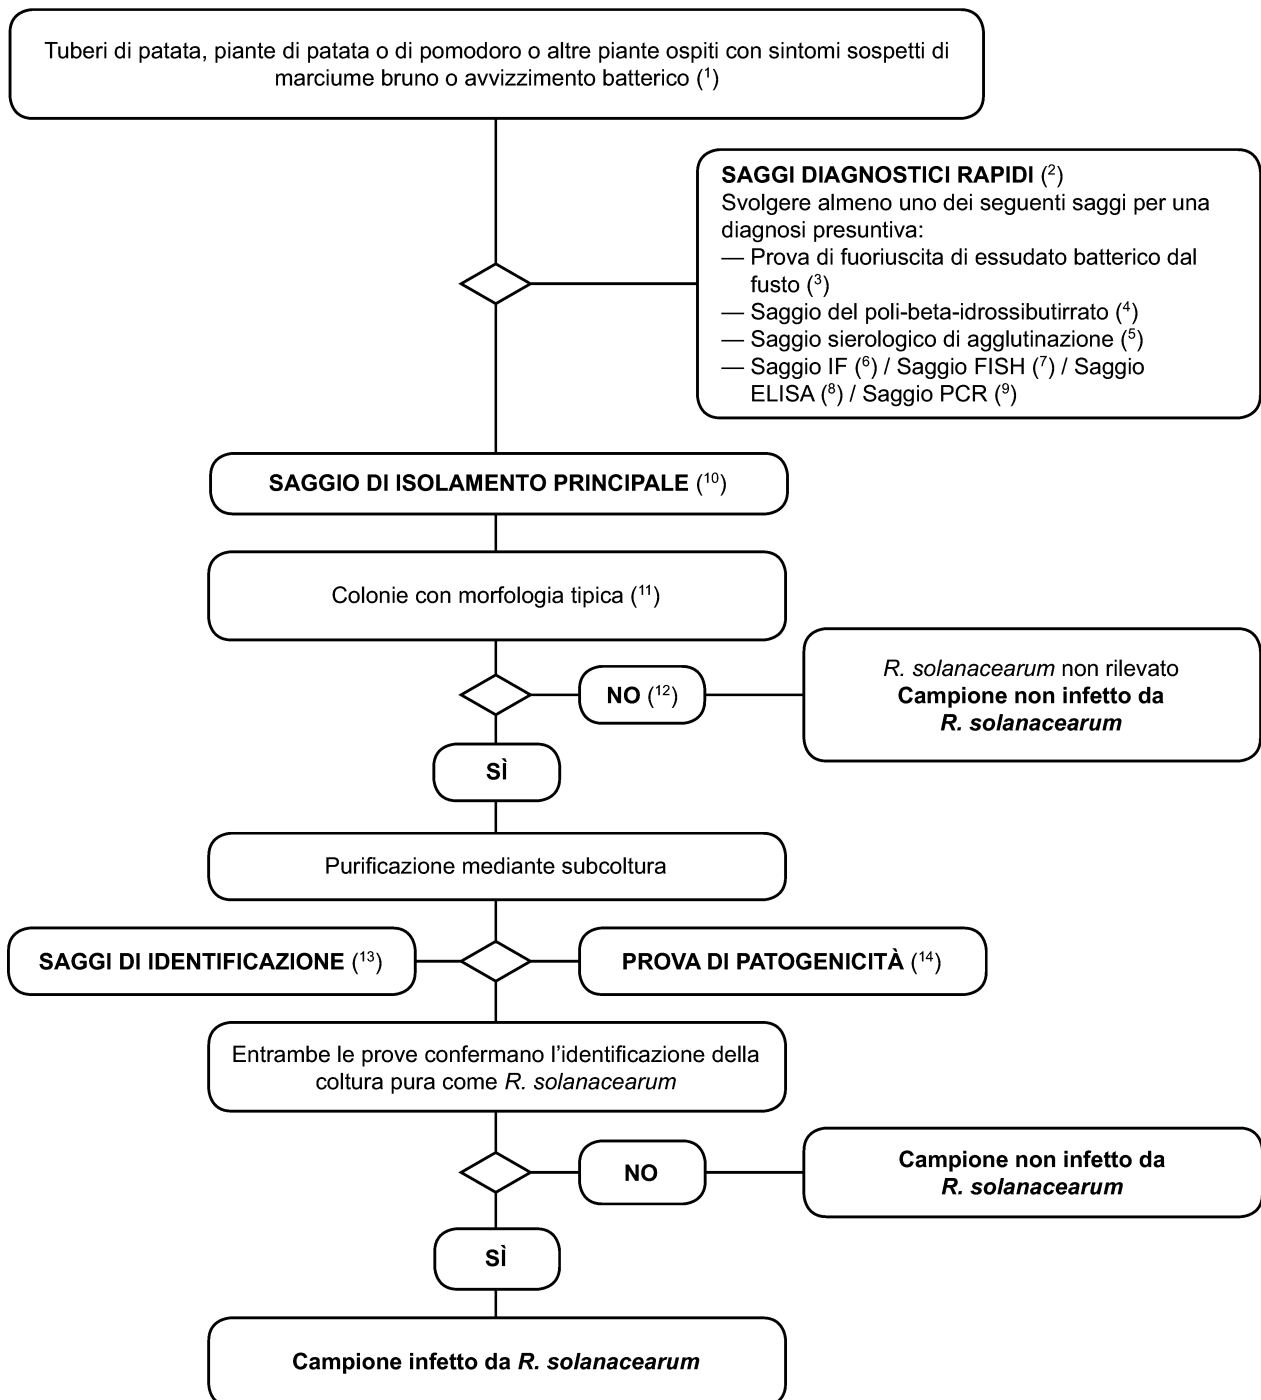 Tuberi di patata, piante di patata o di pomodoro o altre piante ospiti con sintomi sospetti di
marciume bruno o avvizzimento batterico (¹)
SAGGI DIAGNOSTICI RAPIDI (²)
Svolgere almeno uno dei seguenti saggi per una
diagnosi presuntiva:
— Prova di fuoriuscita di essudato batterico dal
fusto (³)
— Saggio del poli-beta-idrossibutirrato (⁴)
— Saggio sierologico di agglutinazione (⁵)
— Saggio IF (⁶) / Saggio FISH (⁷) / Saggio
ELISA (⁸) / Saggio PCR (⁹)
SAGGIO DI ISOLAMENTO PRINCIPALE (¹⁰)
Colonie con morfologia tipica (¹¹)
NO (¹²)
R. solanacearum non rilevato
Campione non infetto da
R. solanacearum
SÌ
Purificazione mediante subcoltura
SAGGI DI IDENTIFICAZIONE (¹³)
PROVA DI PATOGENICITÀ (¹⁴)
Entrambe le prove confermano l’identificazione della
coltura pura come R. solanacearum
NO
Campione non infetto da
R. solanacearum
SÌ
Campione infetto da R. solanacearum